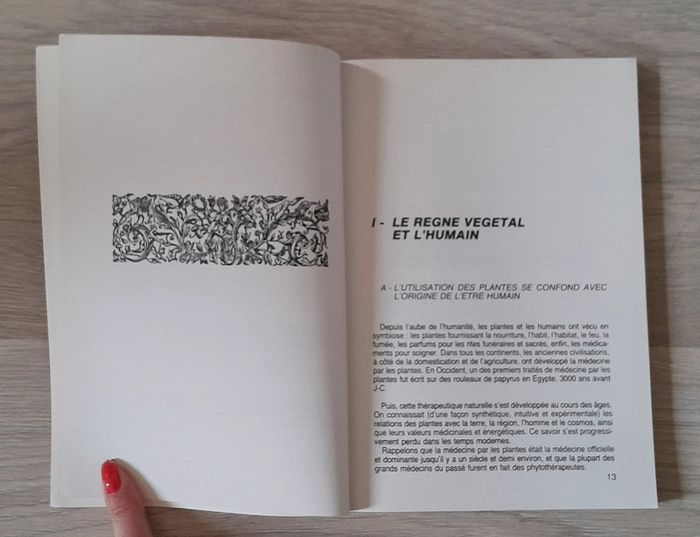 I - LE REGNE VEGETAL
ET L'HUMAIN
A - L'UTILISATION DES PLANTES SE CONFOND AVEC
L'ORIGINE DE L'ETRE HUMAIN
Depuis l'aube de l'humanité, les plantes et les humains ont vécu en
symbiose : les plantes fournissant la nourriture, l'habit, l'habitat, le feu, la
fumée, les parfums pour les rites funéraires et sacrés, enfin, les médica-
ments pour soigner. Dans tous les continents, les anciennes civilisations,
à côté de la domestication et de l'agriculture, ont développé la médecine
par les plantes. En Occident, un des premiers traités de médecine par les
plantes fut écrit sur des rouleaux de papyrus en Egypte, 3000 ans avant
J-C.
Puis, cette thérapeutique naturelle s'est développée au cours des âges.
On connaissait (d'une façon synthétique, intuitive et expérimentale) les
relations des plantes avec la terre, la région, l'homme et le cosmos, ainsi
que leurs valeurs médicinales et énergétiques. Ce savoir s'est progressi-
vement perdu dans les temps modernes.
Rappelons que la médecine par les plantes était la médecine officielle
et dominante jusqu'il y a un siècle et demi environ, et que la plupart des
grands médecins du passé furent en fait des phytothérapeutes.
13